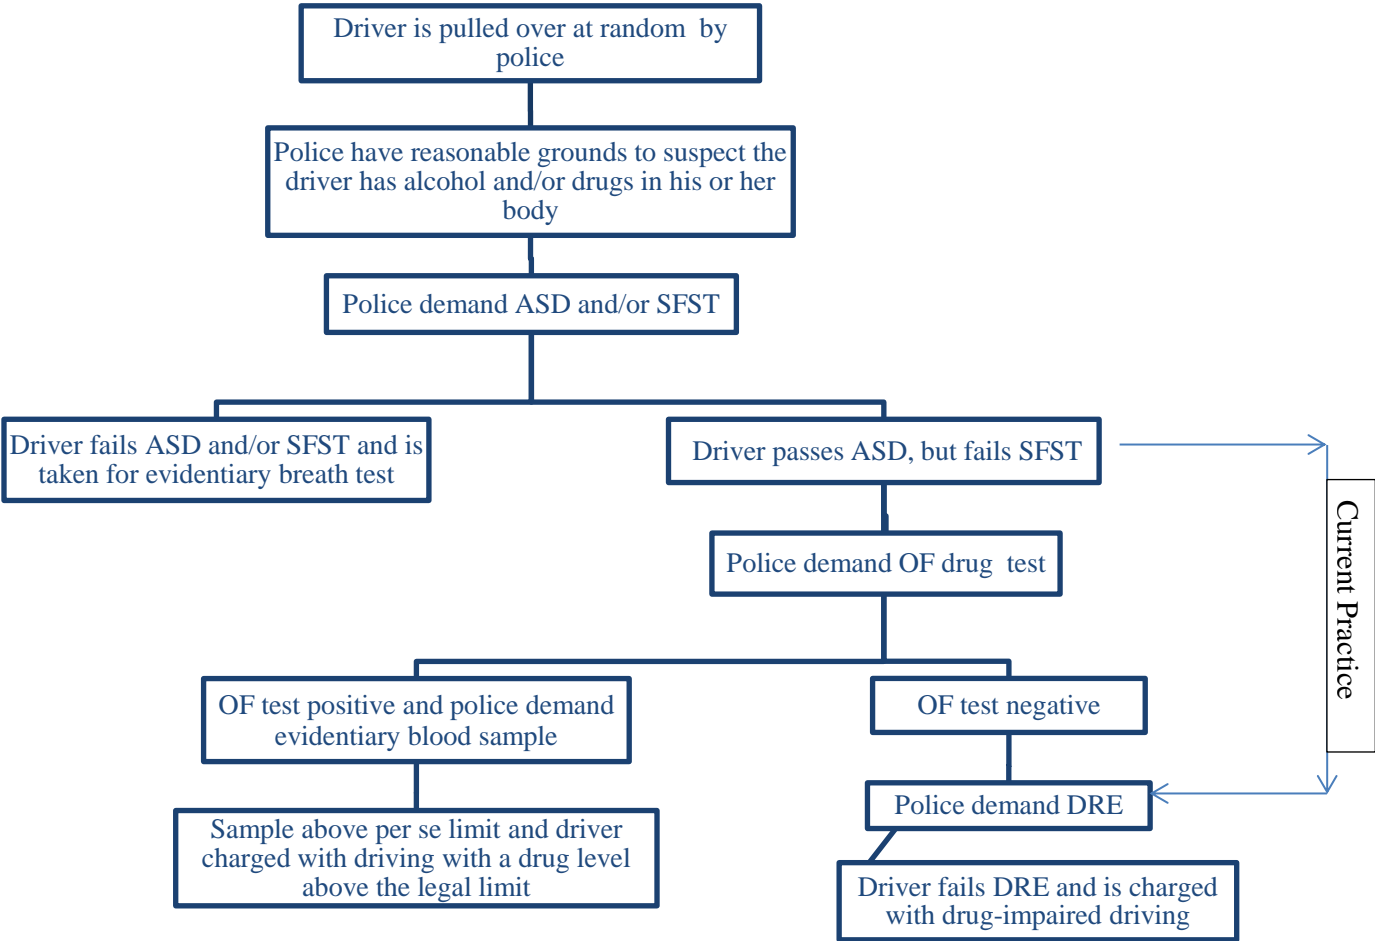 Driver is pulled over at random by
police
Police have reasonable grounds to suspect the
driver has alcohol and/or drugs in his or her
body
Police demand ASD and/or SFST
Driver fails ASD and/or SFST and is
taken for evidentiary breath test
Driver passes ASD, but fails SFST
Police demand OF drug test
Current Practice
OF test positive and police demand
evidentiary blood sample
OF test negative
Police demand DRE
Sample above per se limit and driver
charged with driving with a drug level
above the legal limit
Driver fails DRE and is charged
with drug-impaired driving